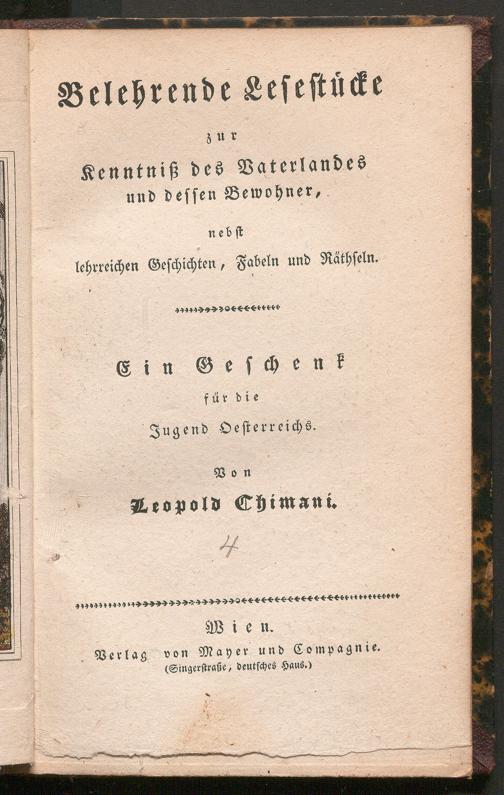 Belehrende Lesestücke
zur
Kenntniß des Vaterlandes
und dessen Bewohner,
nebst
lehrreichen Geschichten, Fabeln und Räthseln.
Ein Geschenk
für die
Jugend Oesterreichs.
Von
Leopold Chimani.
4
Wien.
Verlag von Mayer und Compagnie.
(Singerstraße, deutsches Haus.)